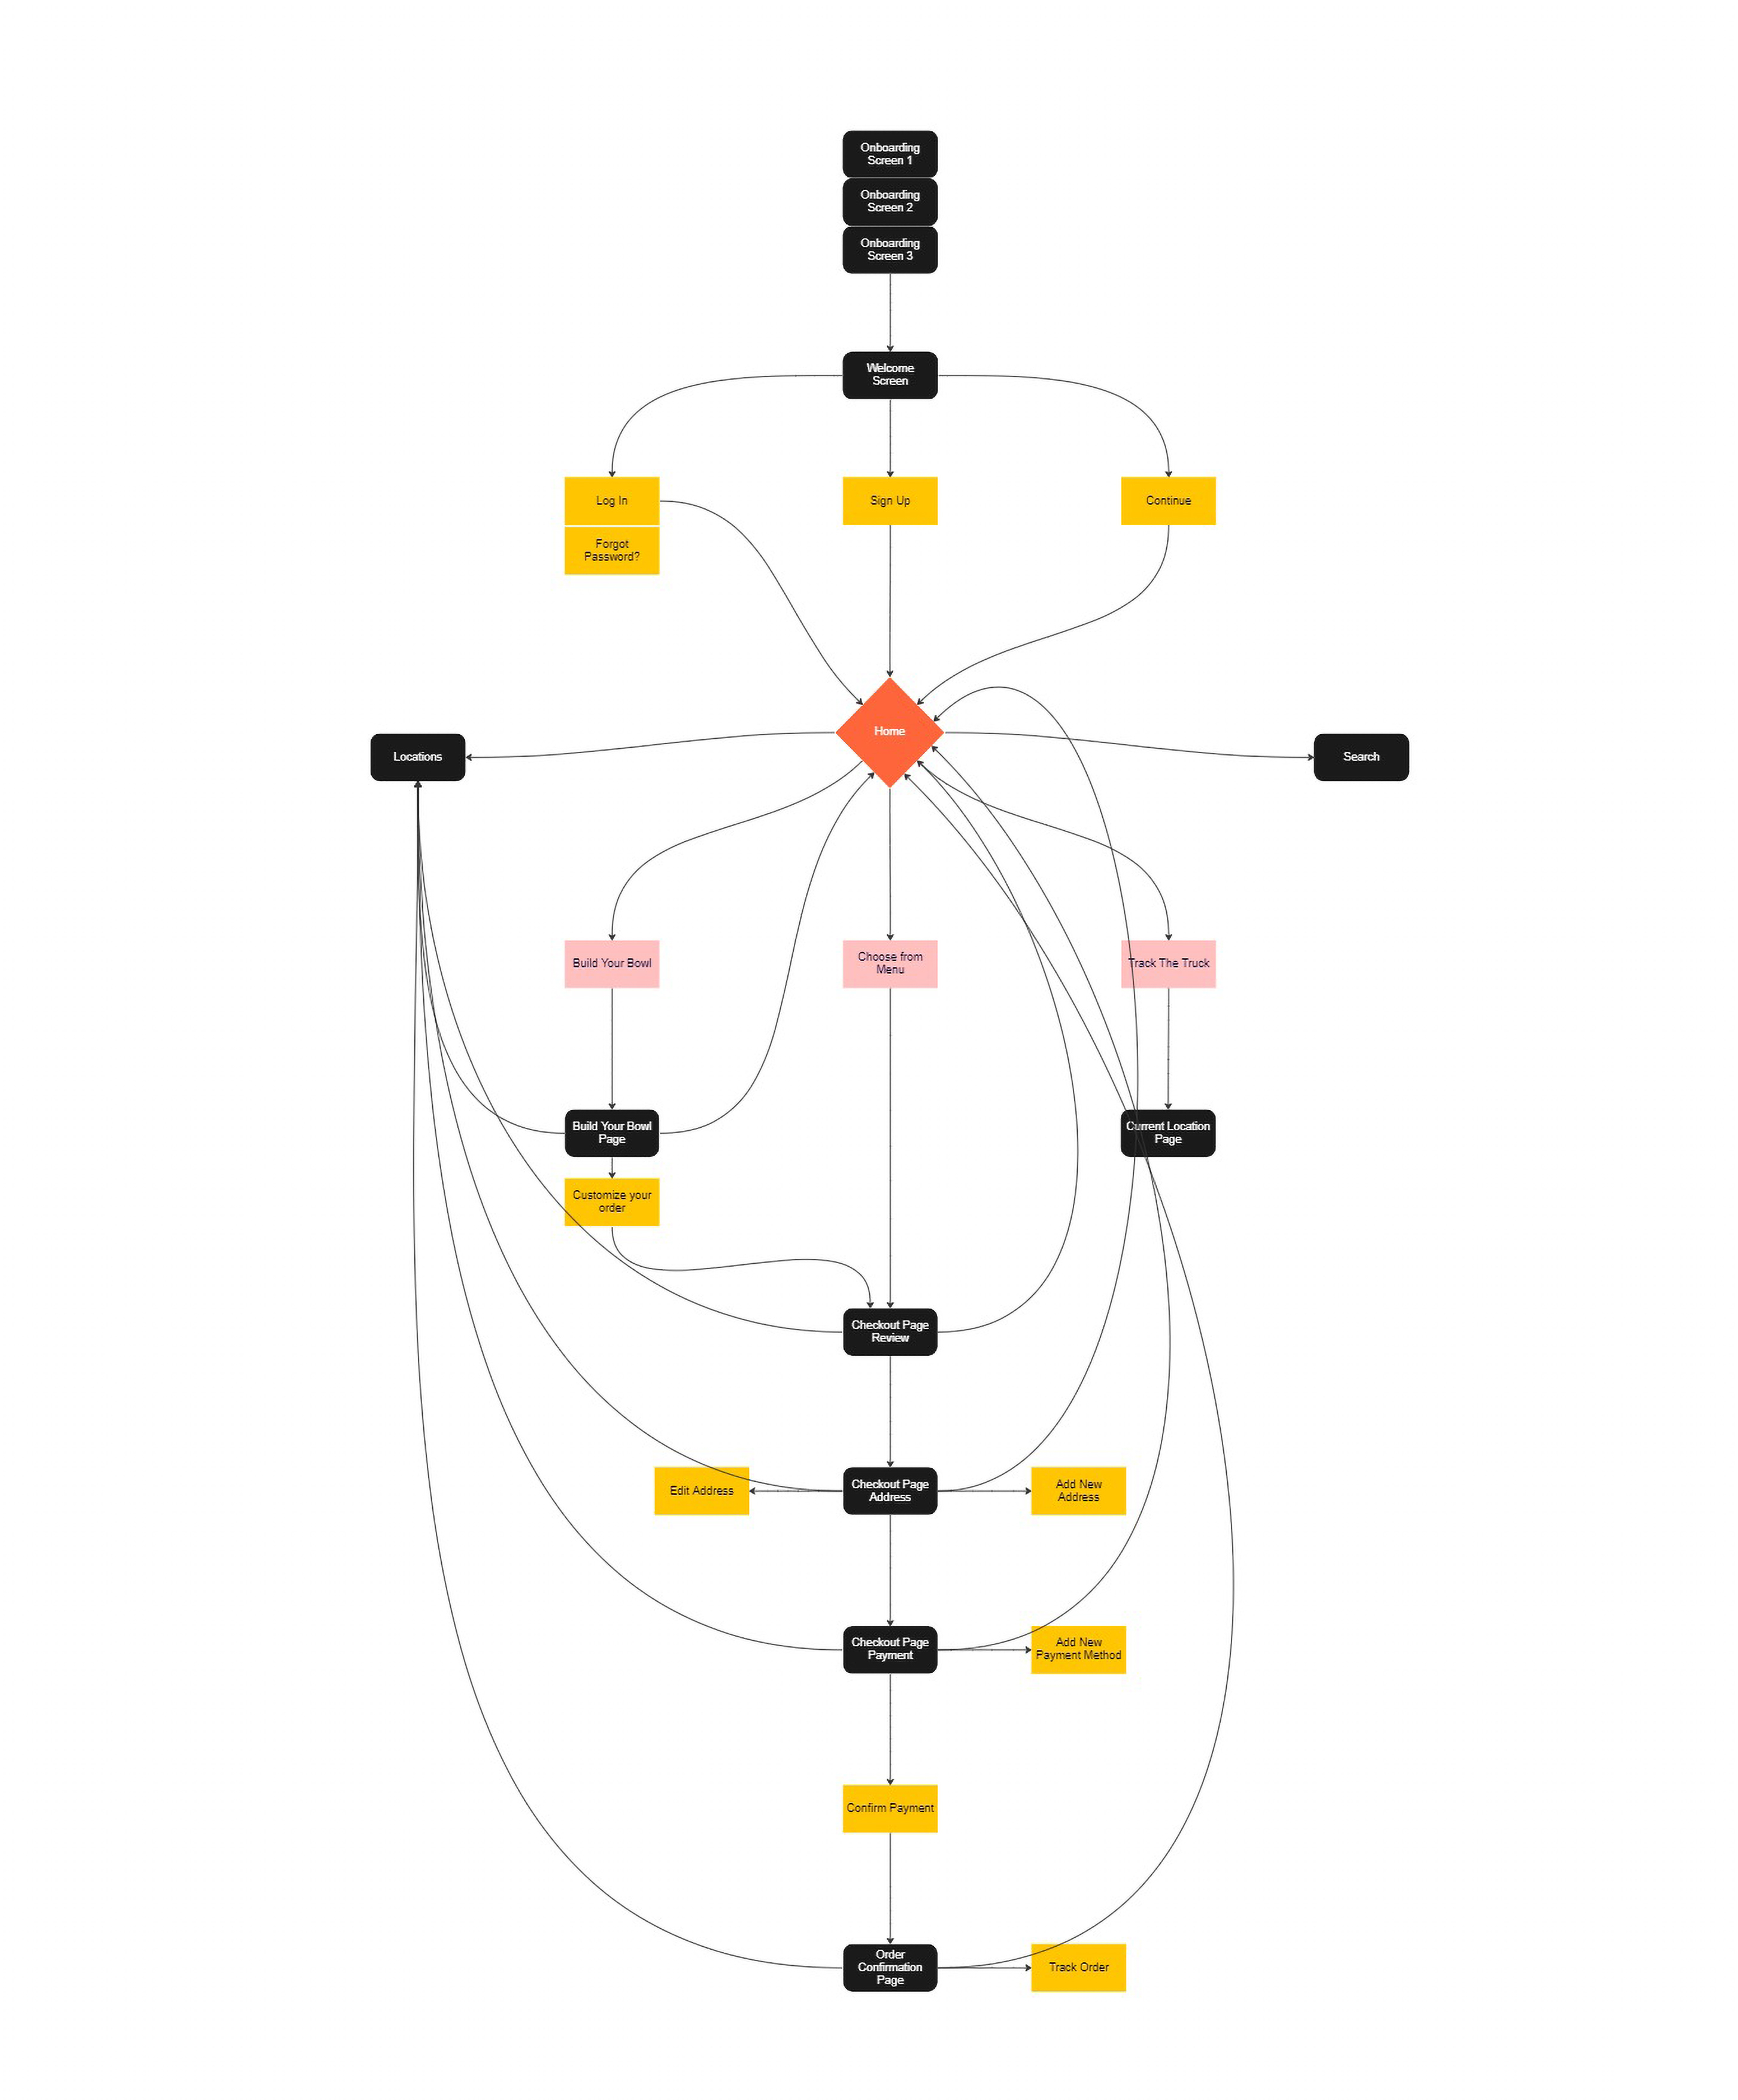 Onboarding
Screen 1
Onboarding
Screen 2
Onboarding
Screen 3
Welcome
Screen
Log In
Sign Up
Continue
Forgot
Password?
Home
Locations
Search
Build Your Bowl
Choose from
Menu
Track The Truck
Build Your Bowl
Page
Current Location
Page
Customize your
order
Checkout Page
Review
Edit Address
Checkout Page
Address
Add New
Address
Checkout Page
Payment
Add New
Payment Method
Confirm Payment
Order
Confirmation
Page
Track Order